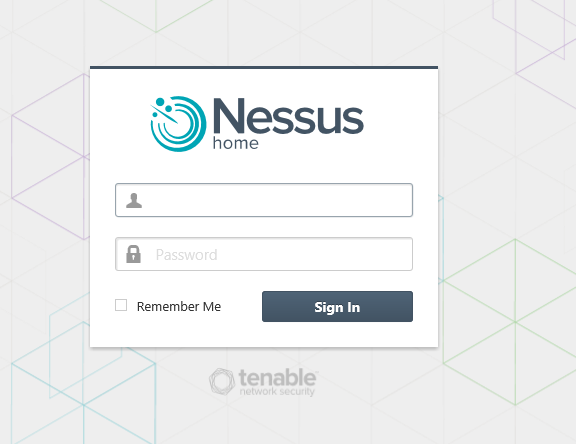 Nessus
home
Password
Remember Me
Sign In
tenable
network security